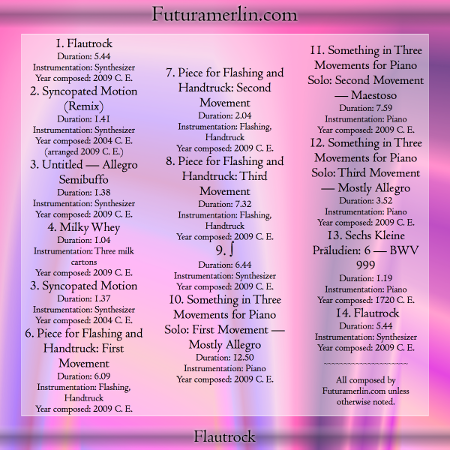 Futuramerlin.com
1. Flautrock
Duration: 5.44
Instrumentation: Synthesizer
Year composed: 2009 C. E.
2. Syncopated Motion
(Remix)
Duration: 1.41
Instrumentation: Synthesizer
Year composed: 2004 C. E.
(arranged 2009 C. E.)
3. Untitled — Allegro
Semibuffo
Duration: 1.38
Instrumentation: Synthesizer
Year composed: 2009 C. E.
4. Milky Whey
Duration: 1.04
Instrumentation: Three milk
cartons
Year composed: 2009 C. E.
3. Syncopated Motion
Duration: 1.37
Instrumentation: Synthesizer
Year composed: 2004 C. E.
6. Piece for Flashing and
Handtruck: First
Movement
Duration: 6.09
Instrumentation: Flashing,
Handtruck
Year composed: 2009 C. E.
7. Piece for Flashing and
Handtruck: Second
Movement
Duration: 2.04
Instrumentation: Flashing,
Handtruck
Year composed: 2009 C. E.
8. Piece for Flashing and
Handtruck: Third
Movement
Duration: 7.32
Instrumentation: Flashing,
Handtruck
Year composed: 2009 C. E.
9. ∫
Duration: 6.44
Instrumentation: Synthesizer
Year composed: 2009 C. E.
10. Something in Three
Movements for Piano
Solo: First Movement —
Mostly Allegro
Duration: 12.50
Instrumentation: Piano
Year composed: 2009 C. E.
11. Something in Three
Movements for Piano
Solo: Second Movement
— Maestoso
Duration: 7.59
Instrumentation: Piano
Year composed: 2009 C. E.
12. Something in Three
Movements for Piano
Solo: Third Movement
— Mostly Allegro
Duration: 3.52
Instrumentation: Piano
Year composed: 2009 C. E.
13. Sechs Kleine
Präludien: 6 — BWV
999
Duration: 1.19
Instrumentation: Piano
Year composed: 1720 C. E.
14. Flautrock
Duration: 5.44
Instrumentation: Synthesizer
Year composed: 2009 C. E.
~~~~~~~~~~~~~~~~~~~~
All composed by
Futuramerlin.com unless
otherwise noted.
Flautrock